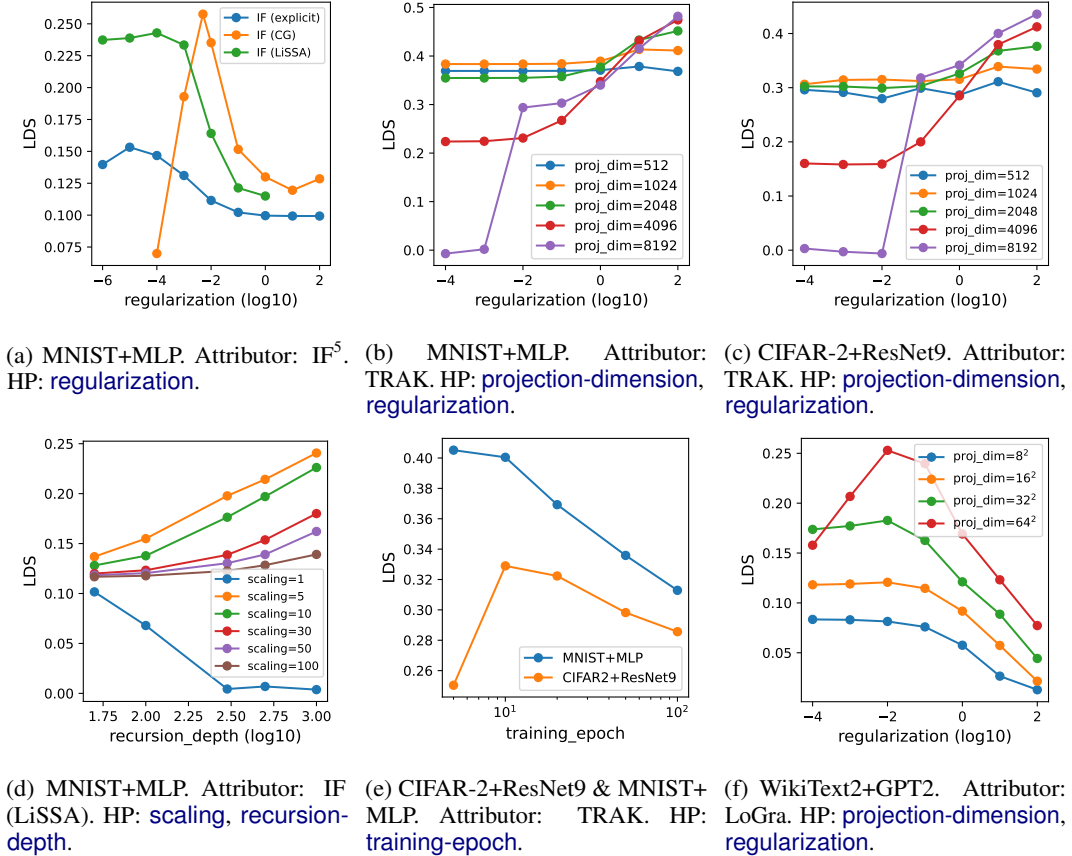 IF (explicit)
IF (CG)
IF (LiSSA)
LDS
0.250
0.225
0.200
0.175
0.150
0.125
0.100
0.075
−6 −4 −2 0 2
regularization (log10)
LDS
0.5
0.4
0.3
0.2
0.1
0.0
proj_dim=512
proj_dim=1024
proj_dim=2048
proj_dim=4096
proj_dim=8192
−4 −3 −2 −1 0 1 2
regularization (log10)
LDS
0.4
0.3
0.2
0.1
0.0
proj_dim=512
proj_dim=1024
proj_dim=2048
proj_dim=4096
proj_dim=8192
−4 −2 0 2
regularization (log10)
(a) MNIST+MLP. Attributor: IF5.
HP: regularization.
(b) MNIST+MLP. Attributor:
TRAK. HP: projection-dimension,
regularization.
(c) CIFAR-2+ResNet9. Attributor:
TRAK. HP: projection-dimension,
regularization.
LDS
0.25
0.20
0.15
0.10
0.05
0.00
scaling=1
scaling=5
scaling=10
scaling=30
scaling=50
scaling=100
1.75 2.00 2.25 2.50 2.75 3.00
recursion_depth (log10)
LDS
0.40
0.38
0.36
0.34
0.32
0.30
0.28
0.26
MNIST+MLP
CIFAR2+ResNet9
10^1 10^2
training_epoch
LDS
0.25
0.20
0.15
0.10
0.05
proj_dim=8²
proj_dim=16²
proj_dim=32²
proj_dim=64²
−4 −2 0 2
regularization (log10)
(d) MNIST+MLP. Attributor: IF
(LiSSA). HP: scaling, recursion-
depth.
(e) CIFAR-2+ResNet9 & MNIST+
MLP. Attributor: TRAK. HP:
training-epoch.
(f) WikiText2+GPT2. Attributor:
LoGra. HP: projection-dimension,
regularization.